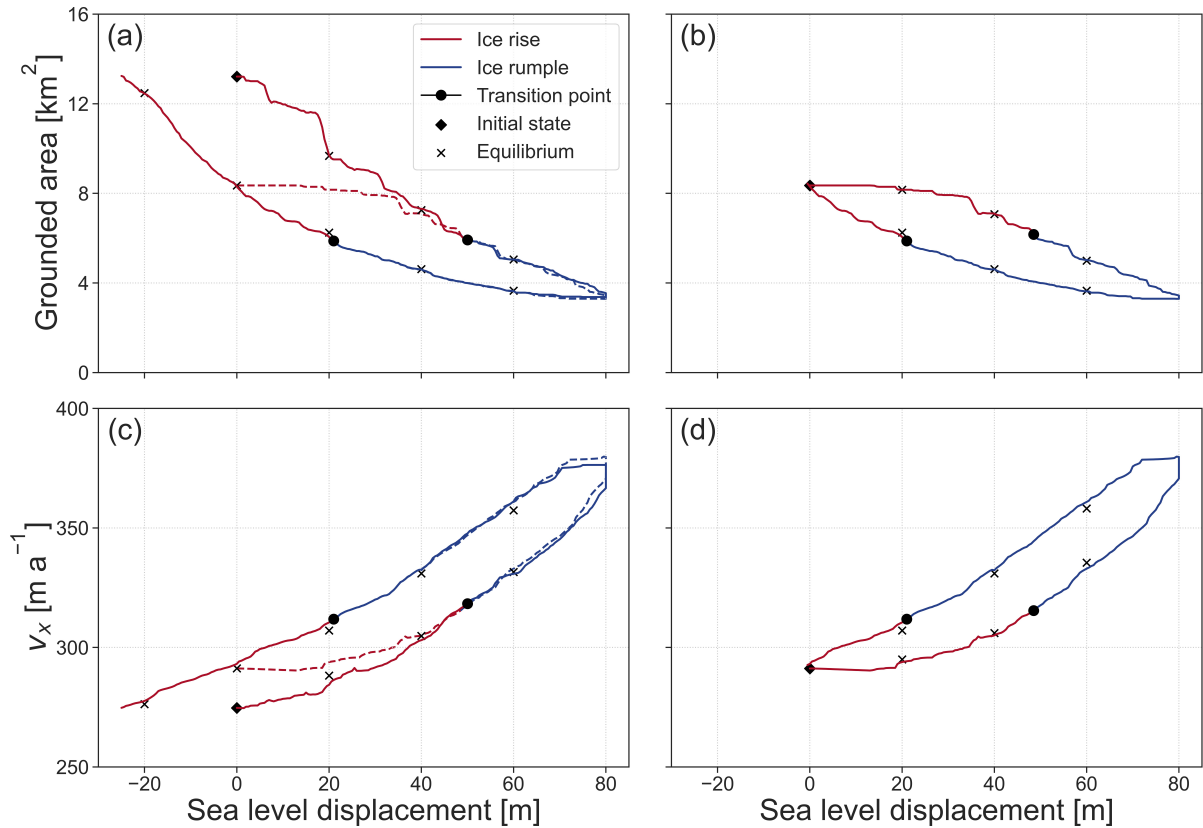 (a)
Grounded area [km²]
16
12
8
4
0
Ice rise
Ice rumple
Transition point
Initial state
Equilibrium
(b)
(c)
vₓ [m a⁻¹]
400
350
300
250
−20 0 20 40 60 80
Sea level displacement [m]
(d)
−20 0 20 40 60 80
Sea level displacement [m]